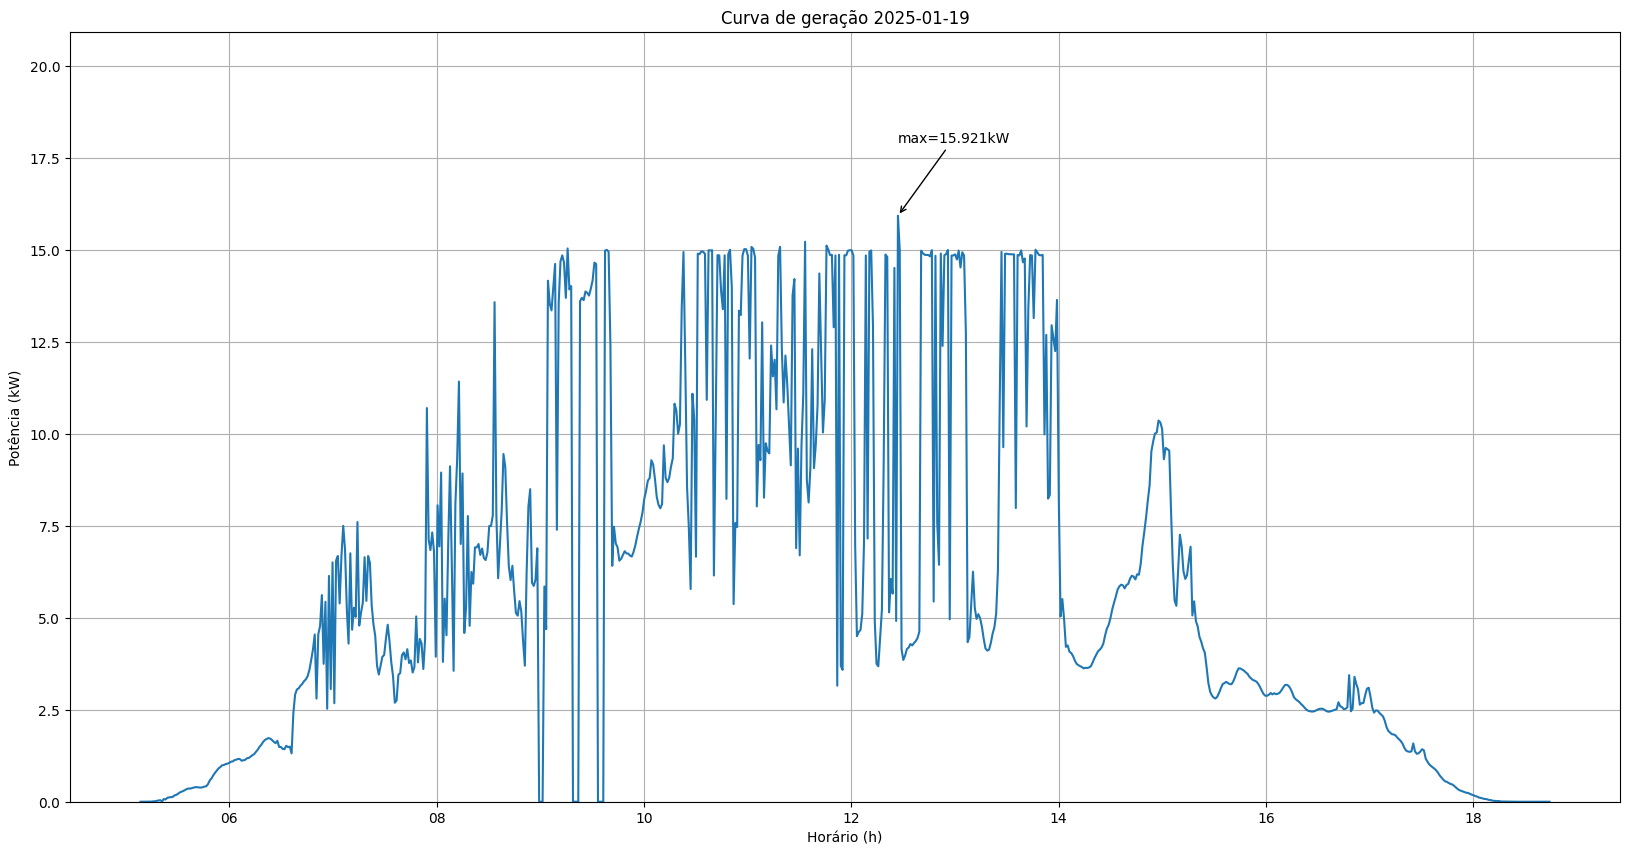 Curva de geração 2025-01-19
20.0
17.5
15.0
12.5
10.0
7.5
5.0
2.5
0.0
Potência (kW)
max=15.921kW
06 08 10 12 14 16 18
Horário (h)